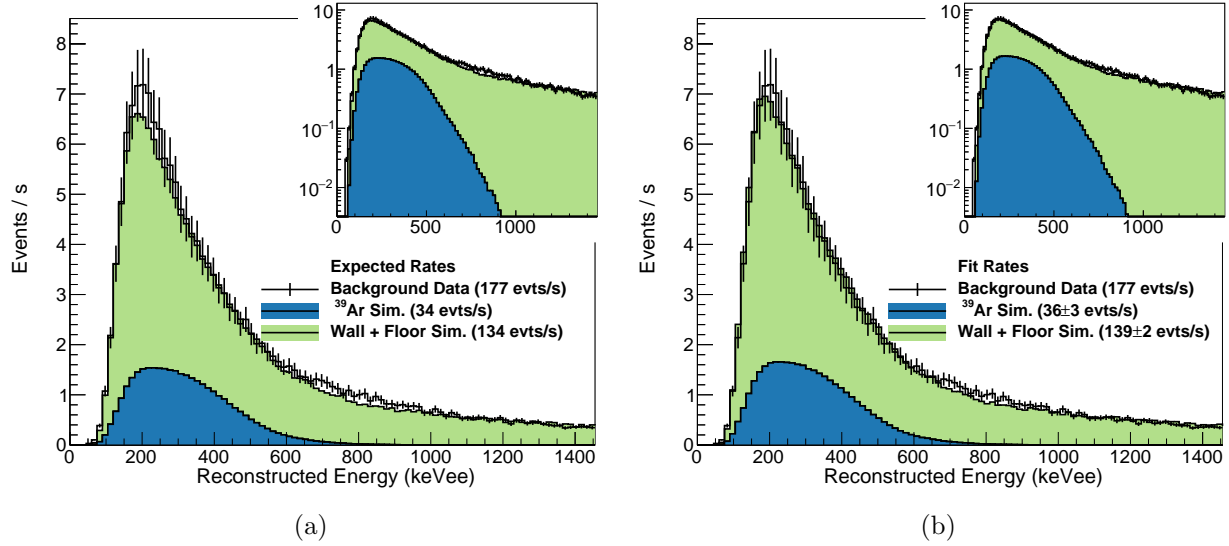 10
1
10⁻¹
10⁻²
0 500 1000
8
7
6
5
4
3
2
1
0
Events / s
Expected Rates
Background Data (177 evts/s)
³⁹Ar Sim. (34 evts/s)
Wall + Floor Sim. (134 evts/s)
0 200 400 600 800 1000 1200 1400
Reconstructed Energy (keVee)
(a)
10
1
10⁻¹
10⁻²
0 500 1000
8
7
6
5
4
3
2
1
0
Events / s
Fit Rates
Background Data (177 evts/s)
³⁹Ar Sim. (36±3 evts/s)
Wall + Floor Sim. (139±2 evts/s)
0 200 400 600 800 1000 1200 1400
Reconstructed Energy (keVee)
(b)